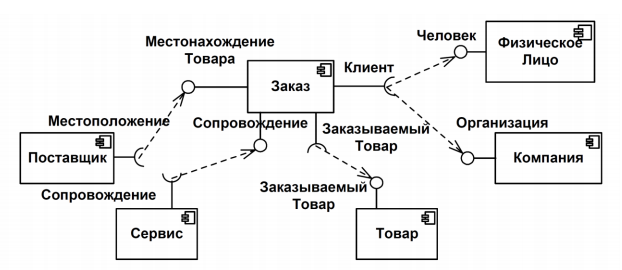 Человек
Физическое
Лицо
Местонахождение
Товара
Заказ
Клиент
Местоположение
Сопровождение
Заказываемый
Товар
Организация
Поставщик
Компания
Сопровождение
Заказываемый
Товар
Сервис
Товар